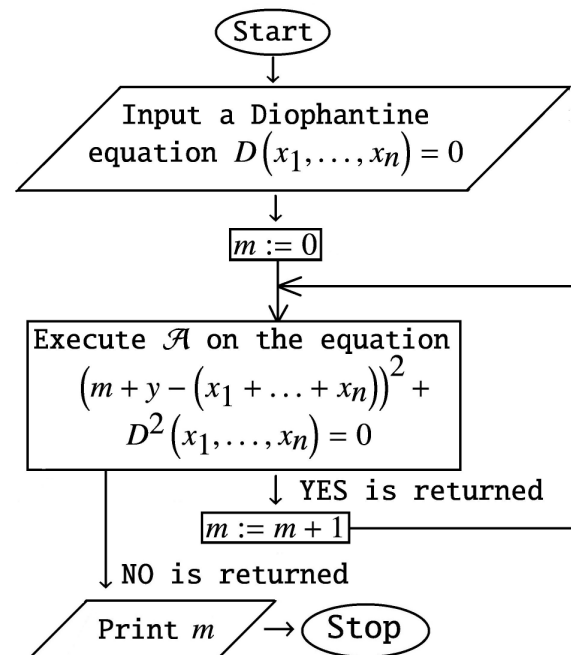 Start
Input a Diophantine
equation D(x₁,…,xₙ) = 0
m := 0
Execute 𝒜 on the equation
(m + y − (x₁ + … + xₙ))² +
D²(x₁,…,xₙ) = 0
YES is returned
m := m + 1
NO is returned
Print m
Stop